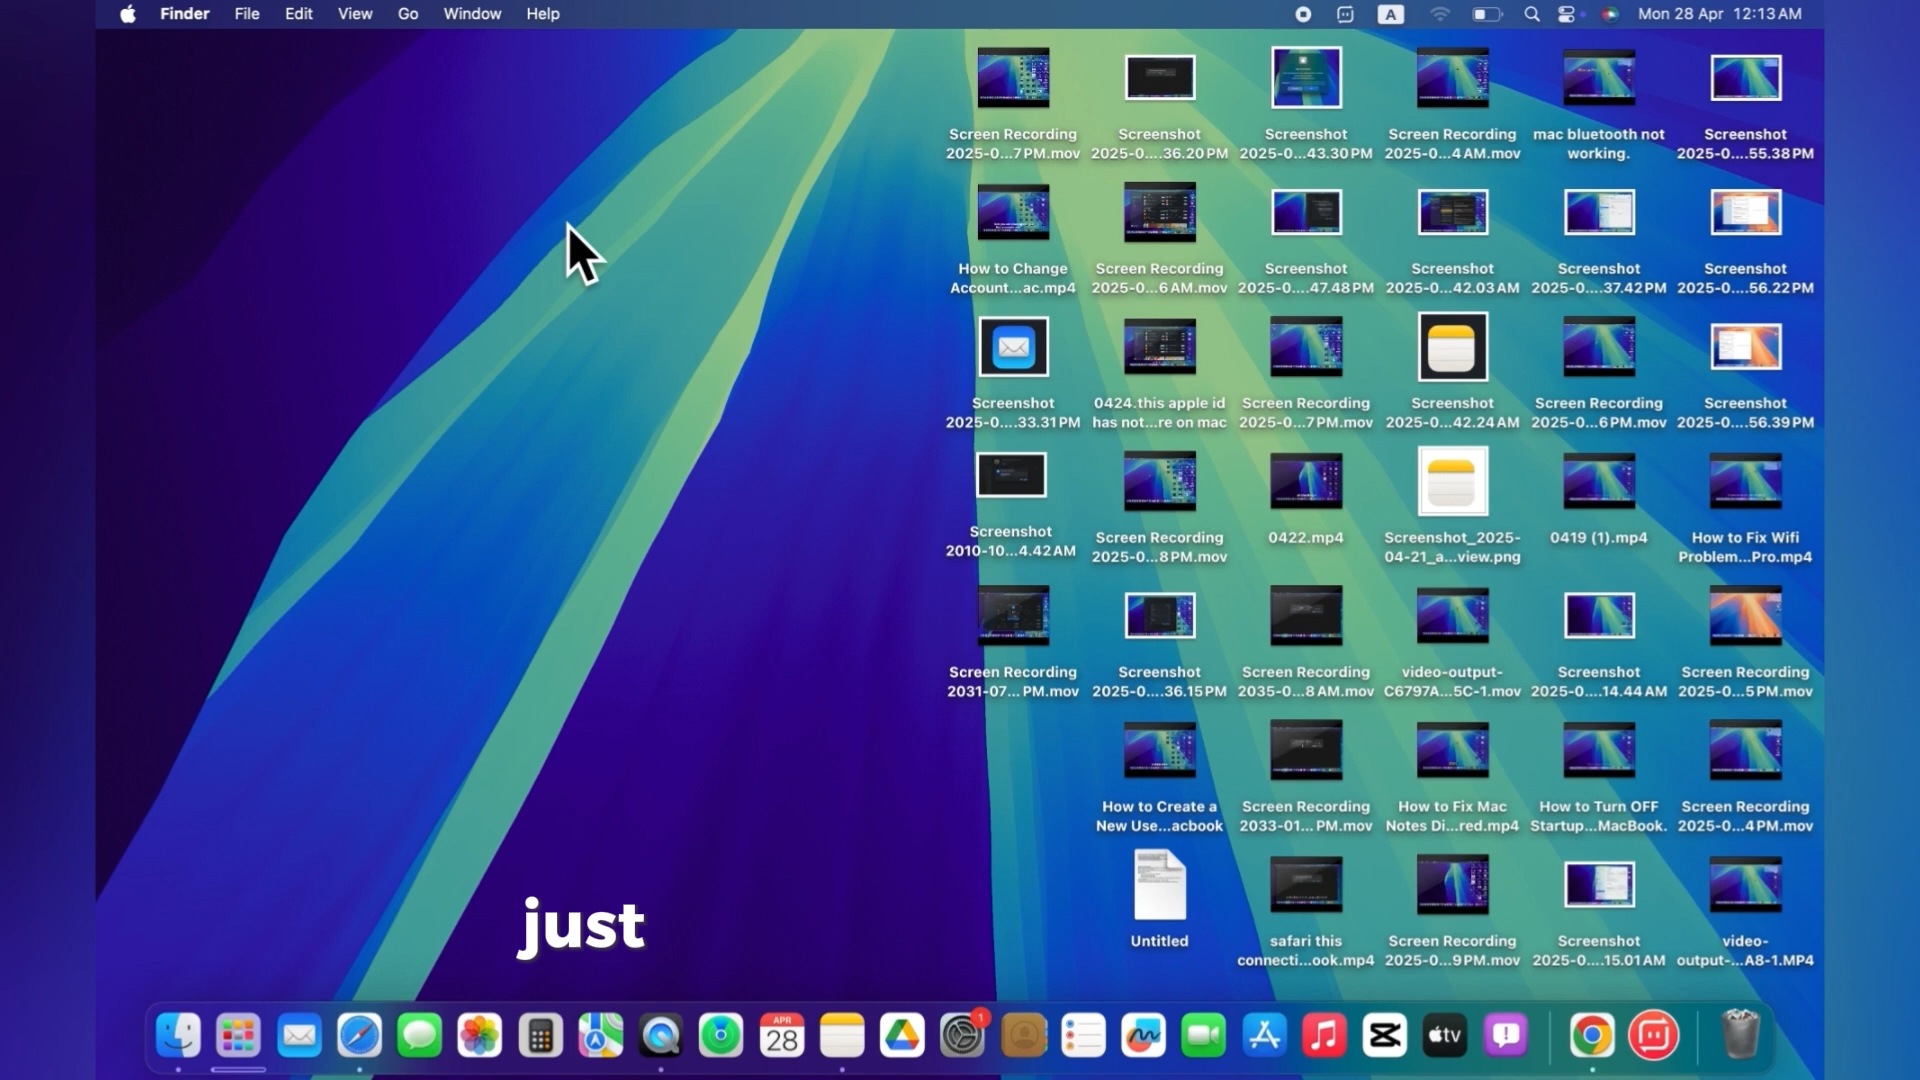 Finder File Edit View Go Window Help
A Mon 28 Apr 12:13 AM
Screen Recording
2025-0...7 PM.mov
Screenshot
2025-0....36.20 PM
Screenshot
2025-0....43.30 PM
Screen Recording
2025-0...4 AM.mov
mac bluetooth not
working.
Screenshot
2025-0....55.38 PM
How to Change
Account...ac.mp4
Screen Recording
2025-0...6 AM.mov
Screenshot
2025-0....47.48 PM
Screenshot
2025-0....42.03 AM
Screenshot
2025-0....37.42 PM
Screenshot
2025-0....56.22 PM
Screenshot
2025-0....33.31 PM
0424.this apple id
has not...re on mac
Screen Recording
2025-0...7 PM.mov
Screenshot
2025-0....42.24 AM
Screen Recording
2025-0...6 PM.mov
Screenshot
2025-0....56.39 PM
Screenshot
2010-10...4.42 AM
Screen Recording
2025-0...8 PM.mov
0422.mp4
Screenshot_2025-
04-21_a...view.png
0419 (1).mp4
How to Fix Wifi
Problem...Pro.mp4
Screen Recording
2031-07... PM.mov
Screenshot
2025-0....36.15 PM
Screen Recording
2035-0...8 AM.mov
video-output-
C6797A...5C-1.mov
Screenshot
2025-0....14.44 AM
Screen Recording
2025-0...5 PM.mov
How to Create a
New Use...acbook
Screen Recording
2033-01... PM.mov
How to Fix Mac
Notes Di...red.mp4
How to Turn OFF
Startup...MacBook.
Screen Recording
2025-0...4 PM.mov
Untitled
safari this
connecti...ook.mp4
Screen Recording
2025-0...9 PM.mov
Screenshot
2025-0....15.01 AM
video-
output-...A8-1.MP4
just
APR
28
1
tv